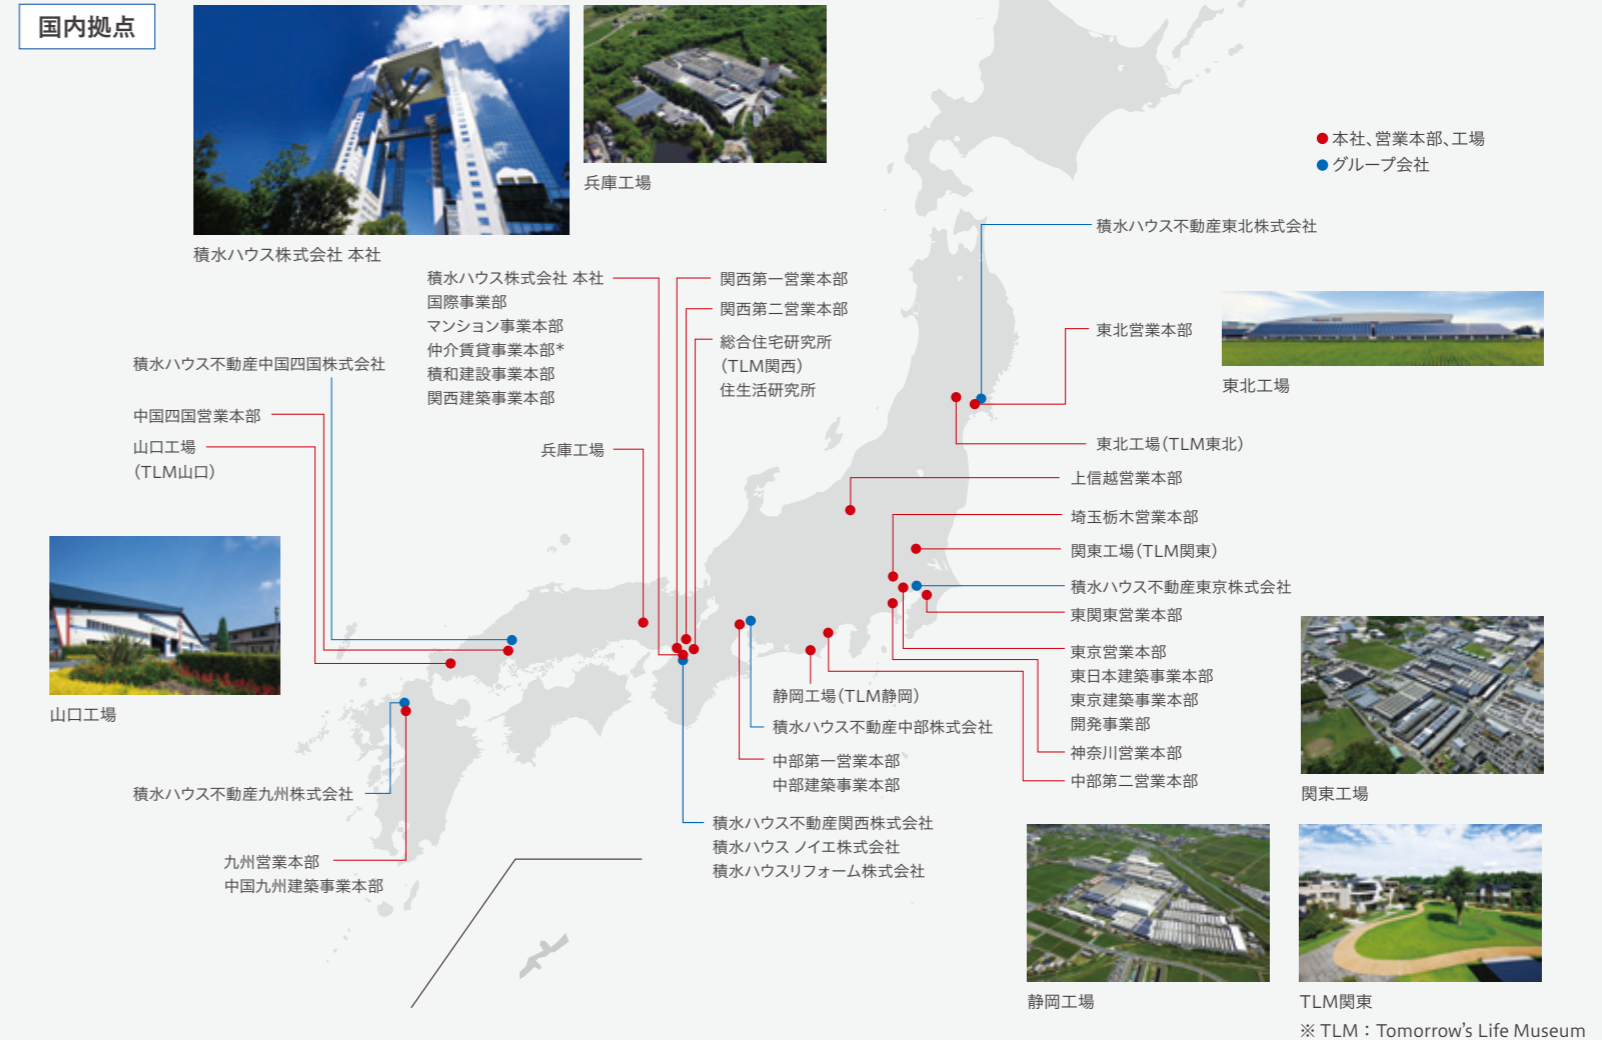 国内拠点
積水ハウス株式会社 本社
兵庫工場
●本社、営業本部、工場
●グループ会社
積水ハウス株式会社 本社
国際事業部
マンション事業本部
仲介賃貸事業本部*
積和建設事業本部
関西建築事業本部
関西第一営業本部
関西第二営業本部
総合住宅研究所
（TLM関西）
住生活研究所
積水ハウス不動産東北株式会社
東北営業本部
東北工場
東北工場（TLM東北）
積水ハウス不動産中国四国株式会社
中国四国営業本部
山口工場
（TLM山口）
兵庫工場
山口工場
上信越営業本部
埼玉栃木営業本部
関東工場（TLM関東）
積水ハウス不動産東京株式会社
東関東営業本部
東京営業本部
東日本建築事業本部
東京建築事業本部
開発事業部
神奈川営業本部
中部第二営業本部
静岡工場（TLM静岡）
積水ハウス不動産中部株式会社
中部第一営業本部
中部建築事業本部
積水ハウス不動産関西株式会社
積水ハウス ノイエ株式会社
積水ハウスリフォーム株式会社
積水ハウス不動産九州株式会社
九州営業本部
中国九州建築事業本部
関東工場
静岡工場
TLM関東
※ TLM：Tomorrow's Life Museum